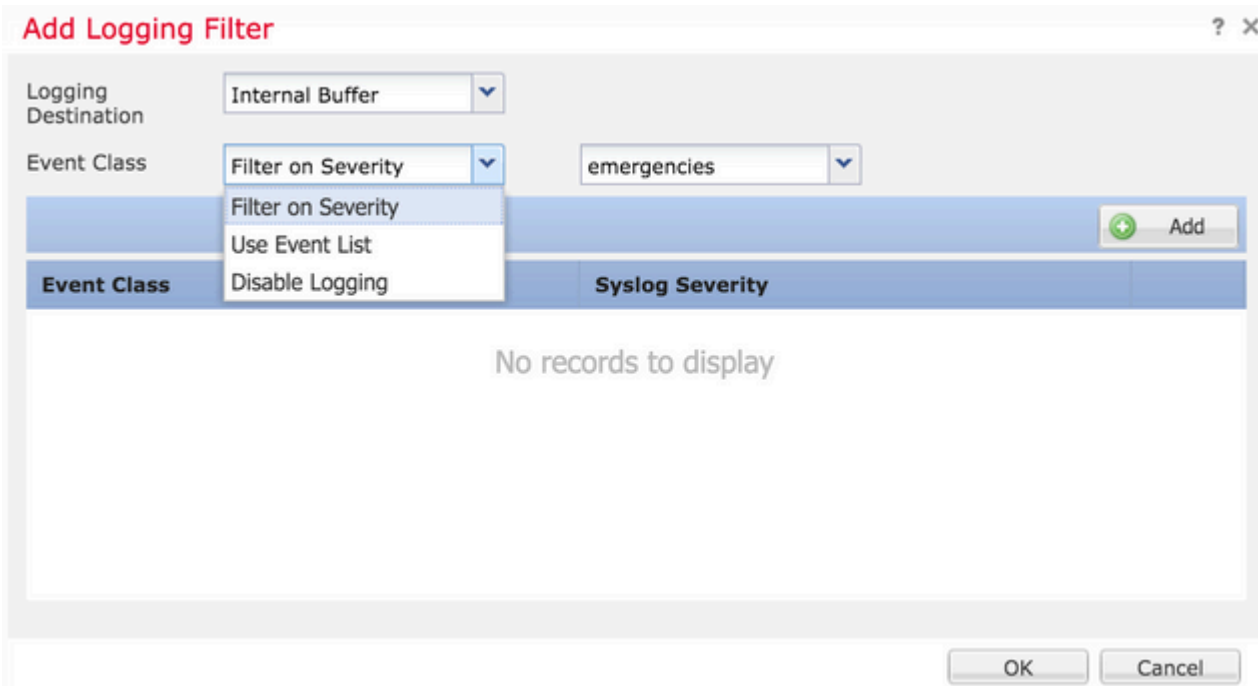 Add Logging Filter ? ×
Logging
Destination
Internal Buffer
Event Class
Filter on Severity
emergencies
Filter on Severity
Use Event List
Disable Logging
Add
Event Class
Syslog Severity
No records to display
OK
Cancel